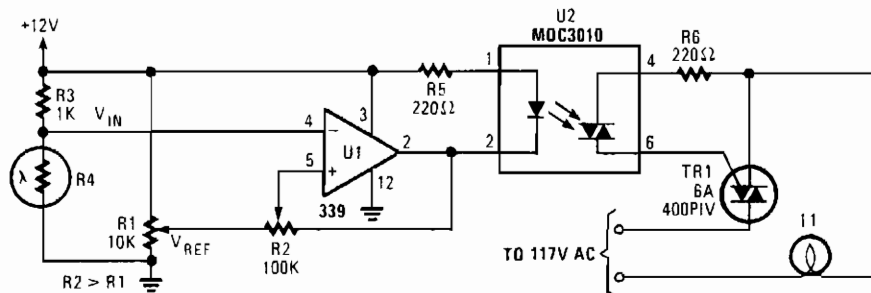 +12V
R3
1K
V_IN
λ
R4
R1
10K
V_REF
R2 > R1
4
−
3
5
+
U1
2
12
339
R2
100K
R5
220Ω
U2
MOC3010
1
2
4
6
R6
220Ω
TR1
6A
400PIV
TO 117V AC
I1